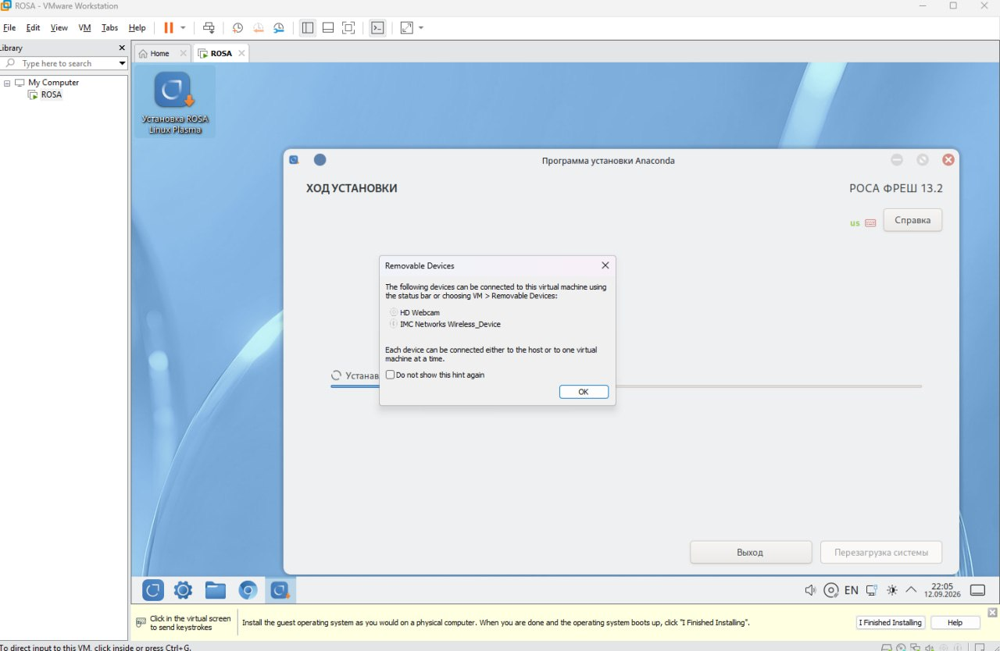 ROSA - VMware Workstation
File Edit View VM Tabs Help
Library
Type here to search
My Computer
ROSA
Home
ROSA
Установка ROSA
Linux Plasma
Программа установки Anaconda
ХОД УСТАНОВКИ
РОСА ФРЕШ 13.2
us
Справка
Removable Devices
The following devices can be connected to this virtual machine using
the status bar or choosing VM > Removable Devices:
HD Webcam
IMC Networks Wireless_Device
Each device can be connected either to the host or to one virtual
machine at a time.
Do not show this hint again
OK
Устанав
Выход
Перезагрузка системы
EN
22:05
12.09.2026
Click in the virtual screen
to send keystrokes
Install the guest operating system as you would on a physical computer. When you are done and the operating system boots up, click "I Finished Installing".
I Finished Installing
Help
To direct input to this VM, click inside or press Ctrl+G.